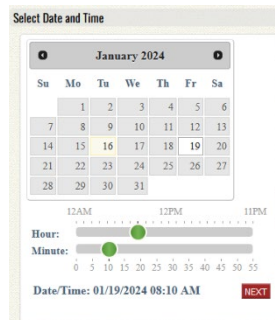 Select Date and Time
January 2024
Su Mo Tu We Th Fr Sa
1 2 3 4 5 6
7 8 9 10 11 12 13
14 15 16 17 18 19 20
21 22 23 24 25 26 27
28 29 30 31
12AM 12PM 11PM
Hour:
Minute:
0 5 10 15 20 25 30 35 40 45 50 55
Date/Time: 01/19/2024 08:10 AM NEXT